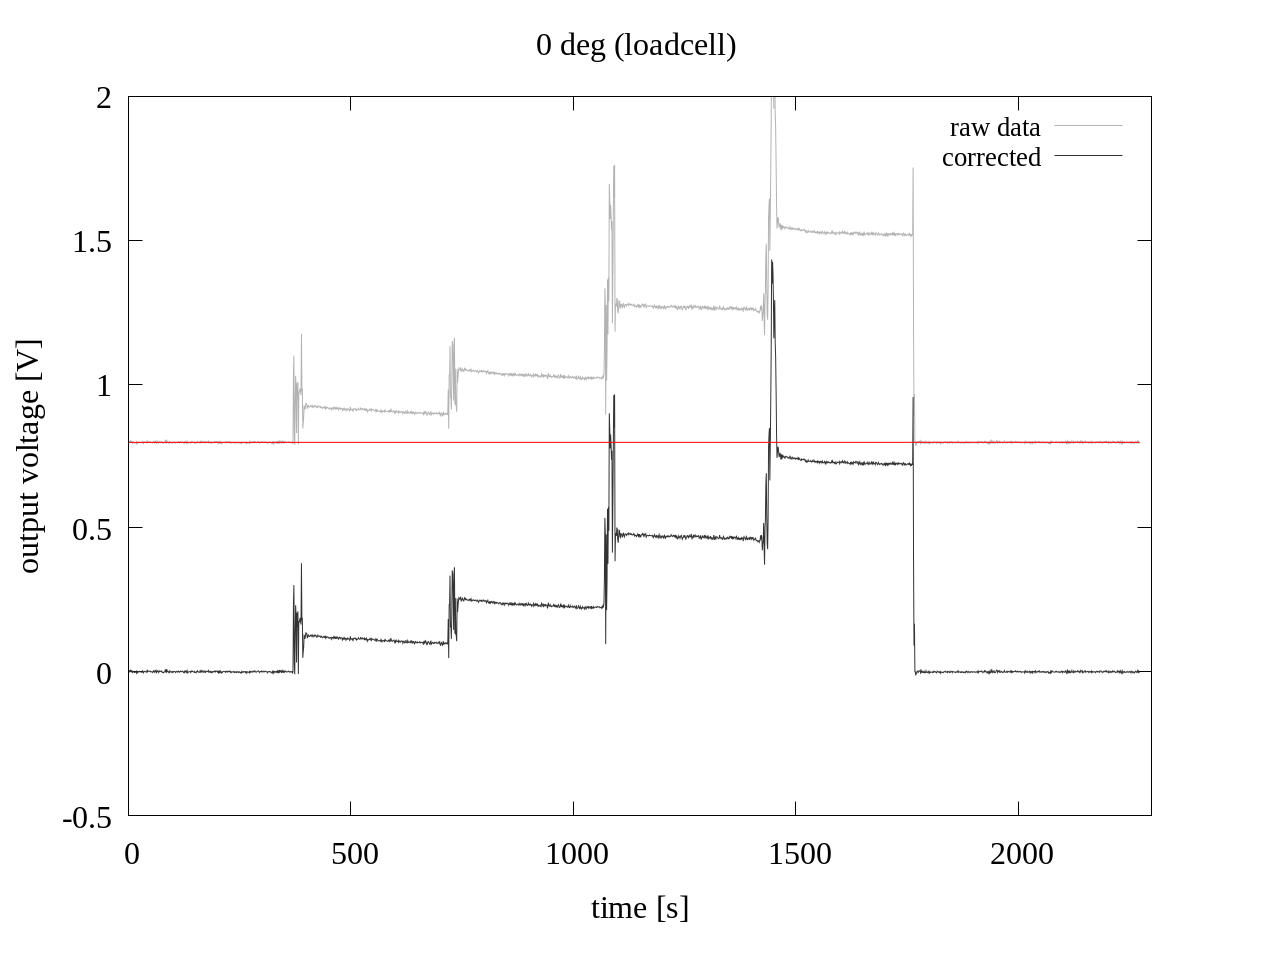 0 deg (loadcell)
raw data
corrected
output voltage [V]
2
1.5
1
0.5
0
-0.5
0 500 1000 1500 2000
time [s]